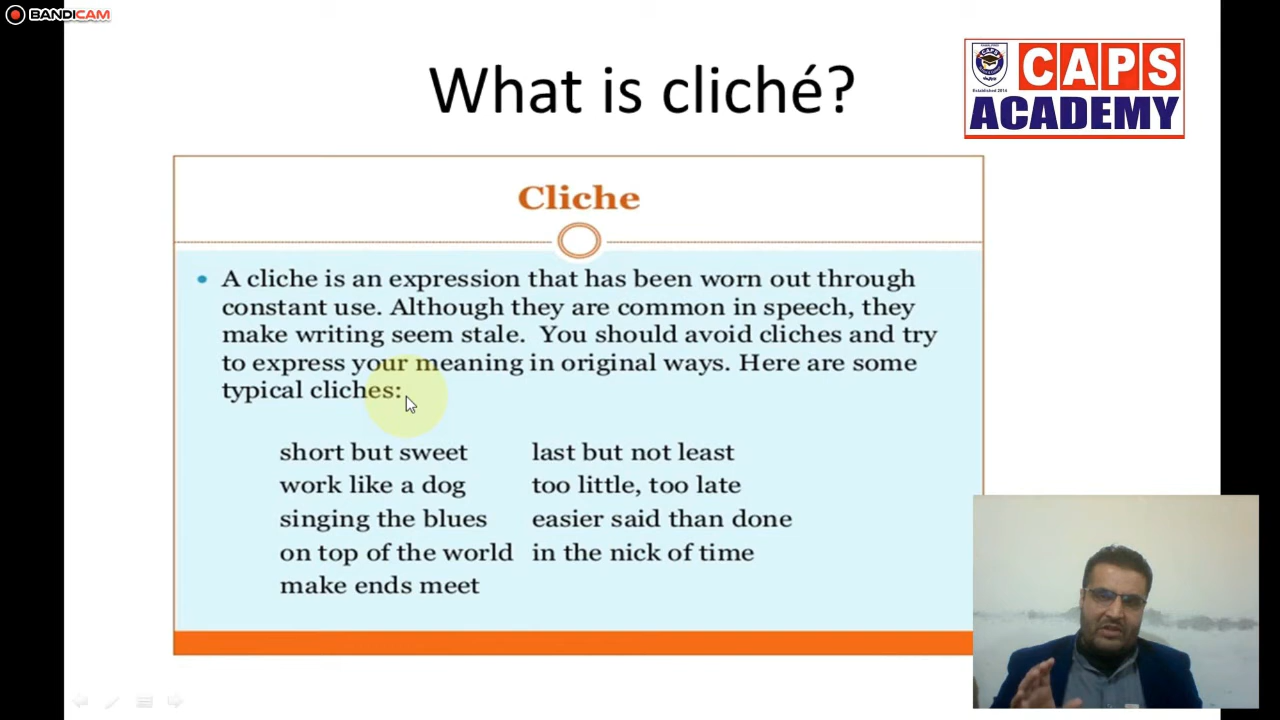 BANDICAM
What is cliché?
CAPS
Established 2014
ACADEMY
Cliche
• A cliche is an expression that has been worn out through
constant use. Although they are common in speech, they
make writing seem stale. You should avoid cliches and try
to express your meaning in original ways. Here are some
typical cliches:
short but sweet last but not least
work like a dog too little, too late
singing the blues easier said than done
on top of the world in the nick of time
make ends meet